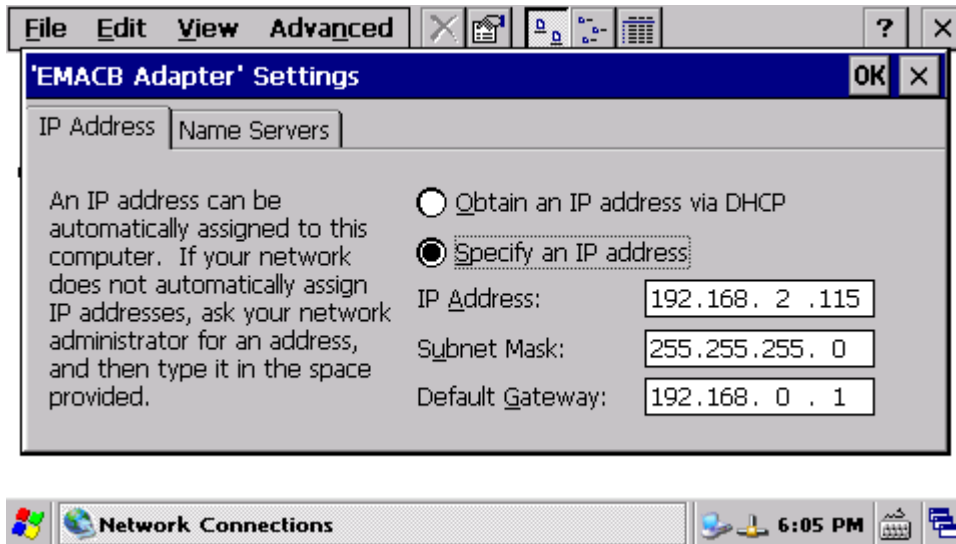 File Edit View Advanced ?
'EMACB Adapter' Settings OK
IP Address Name Servers
An IP address can be
automatically assigned to this
computer. If your network
does not automatically assign
IP addresses, ask your network
administrator for an address,
and then type it in the space
provided.
Obtain an IP address via DHCP
Specify an IP address
IP Address: 192.168. 2 .115
Subnet Mask: 255.255.255. 0
Default Gateway: 192.168. 0 . 1
Network Connections 6:05 PM